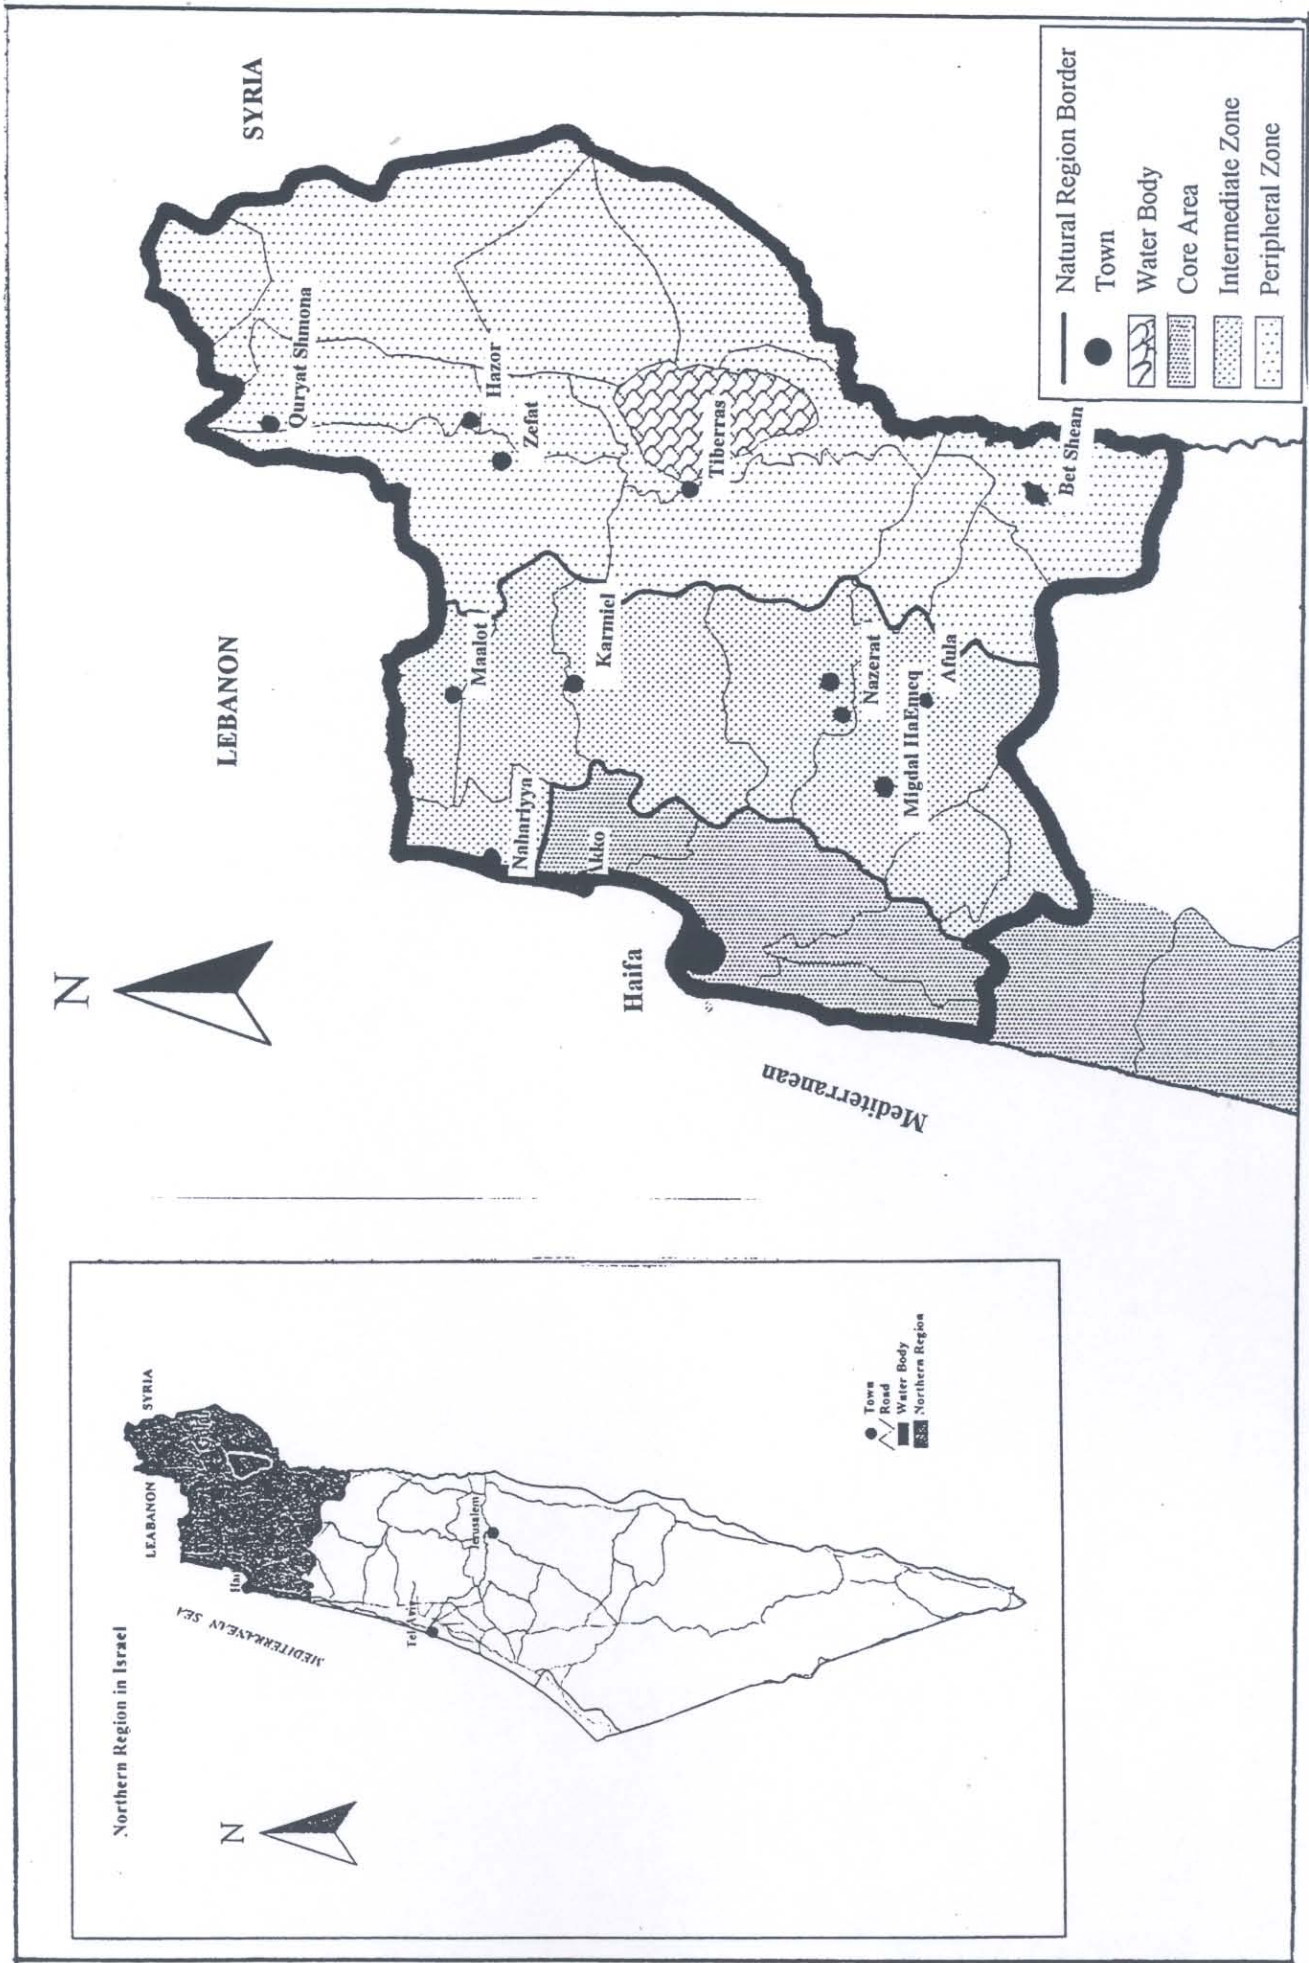 Northern Region in Israel
N
LEABANON
SYRIA
MEDITERRANEAN SEA
Hai
Tel Aviv
Jerusalem
Town
Road
Water Body
Northern Region
N
LEBANON
SYRIA
Quryat Shmona
Hazor
Zefat
Maalot
Nahariyya
Karmiel
Akko
Haifa
Tiberras
Nazerat
Migdal HaEmeq
Afula
Bet Shean
Mediterranean
Natural Region Border
Town
Water Body
Core Area
Intermediate Zone
Peripheral Zone